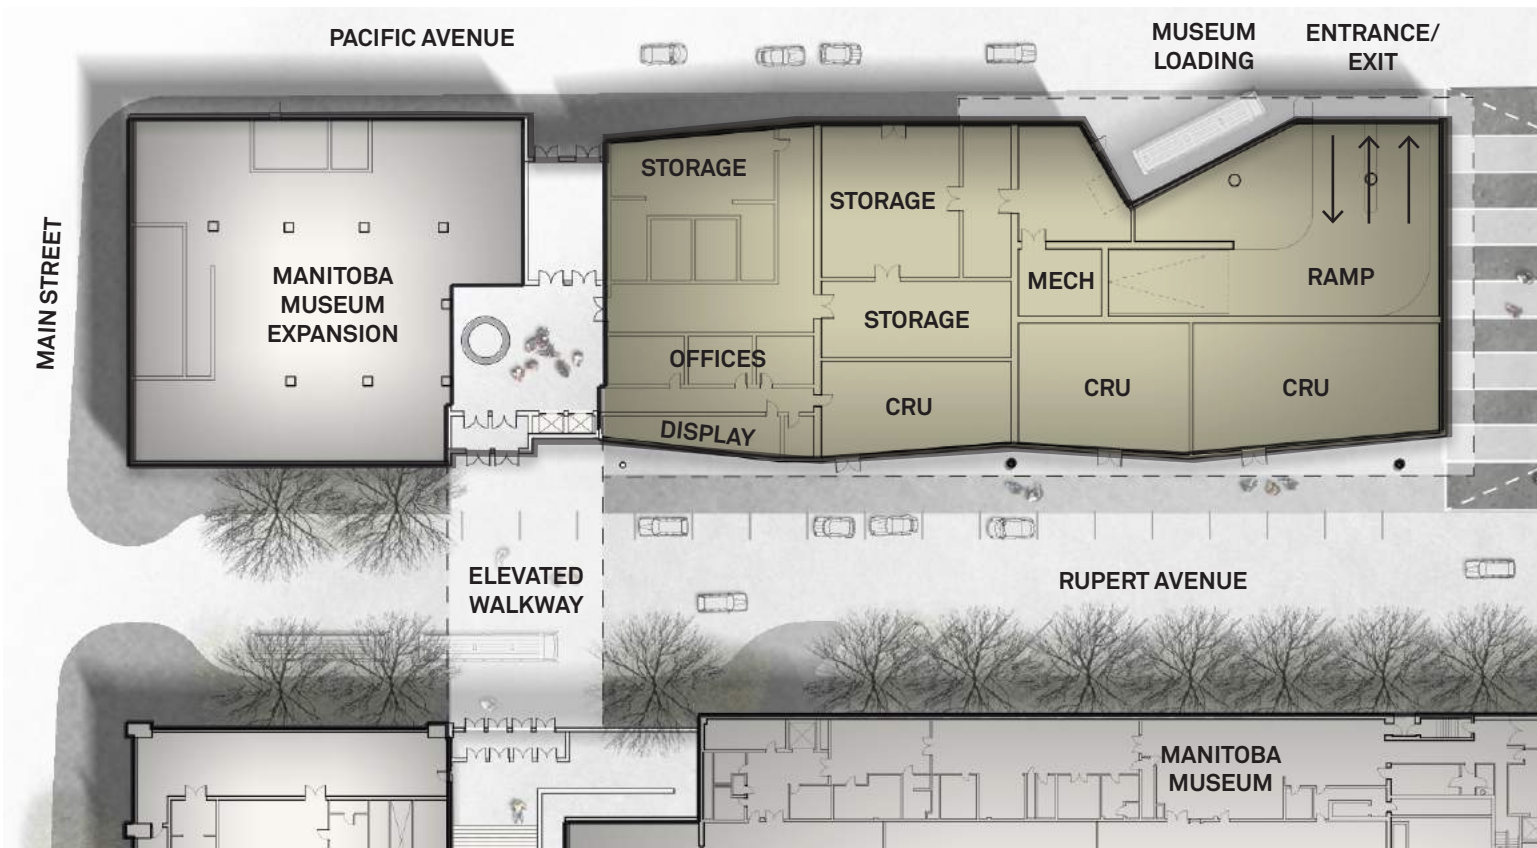 PACIFIC AVENUE
MUSEUM
LOADING
ENTRANCE/
EXIT
STORAGE
STORAGE
MAIN STREET
MANITOBA
MUSEUM
EXPANSION
MECH
RAMP
STORAGE
OFFICES
CRU
CRU
CRU
DISPLAY
ELEVATED
WALKWAY
RUPERT AVENUE
MANITOBA
MUSEUM